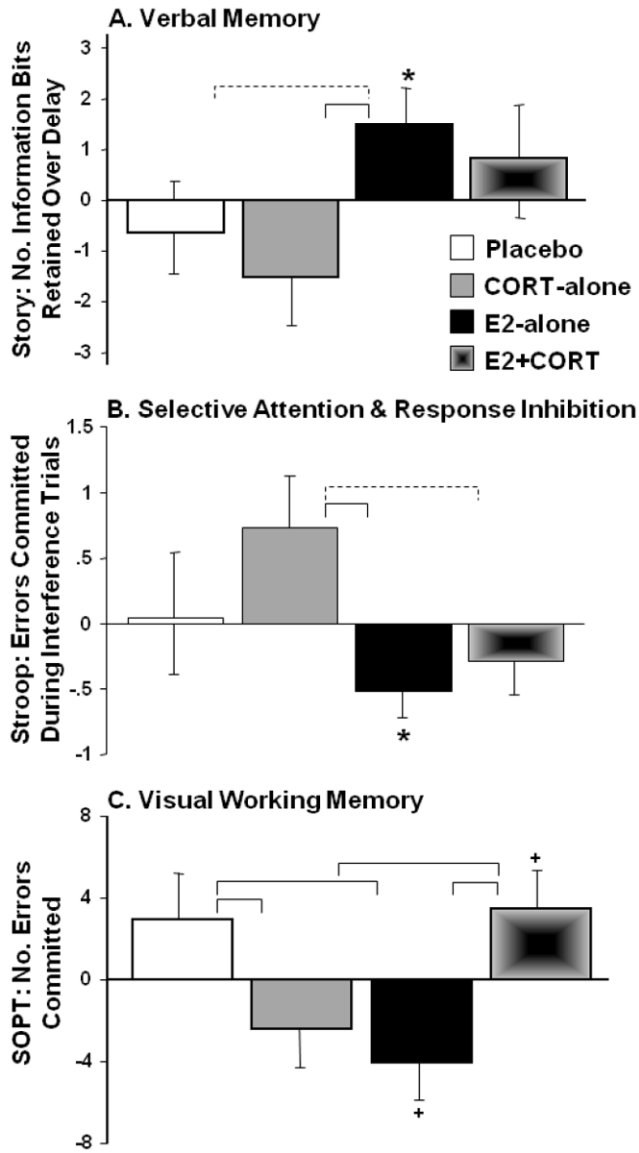 A. Verbal Memory
Story: No. Information Bits
Retained Over Delay
3
2
1
0
-1
-2
-3
*
Placebo
CORT-alone
E2-alone
E2+CORT
B. Selective Attention & Response Inhibition
Stroop: Errors Committed
During Interference Trials
1.5
1
.5
0
-.5
-1
*
C. Visual Working Memory
SOPT: No. Errors
Committed
8
4
0
-4
-8
+
+